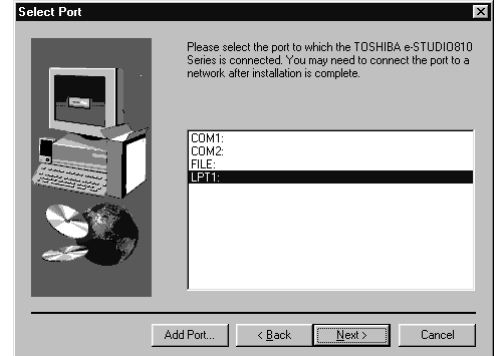 Select Port
Please select the port to which the TOSHIBA e-STUDIO810
Series is connected. You may need to connect the port to a
network after installation is complete.
COM1:
COM2:
FILE:
LPT1:
Add Port...
< Back
Next >
Cancel